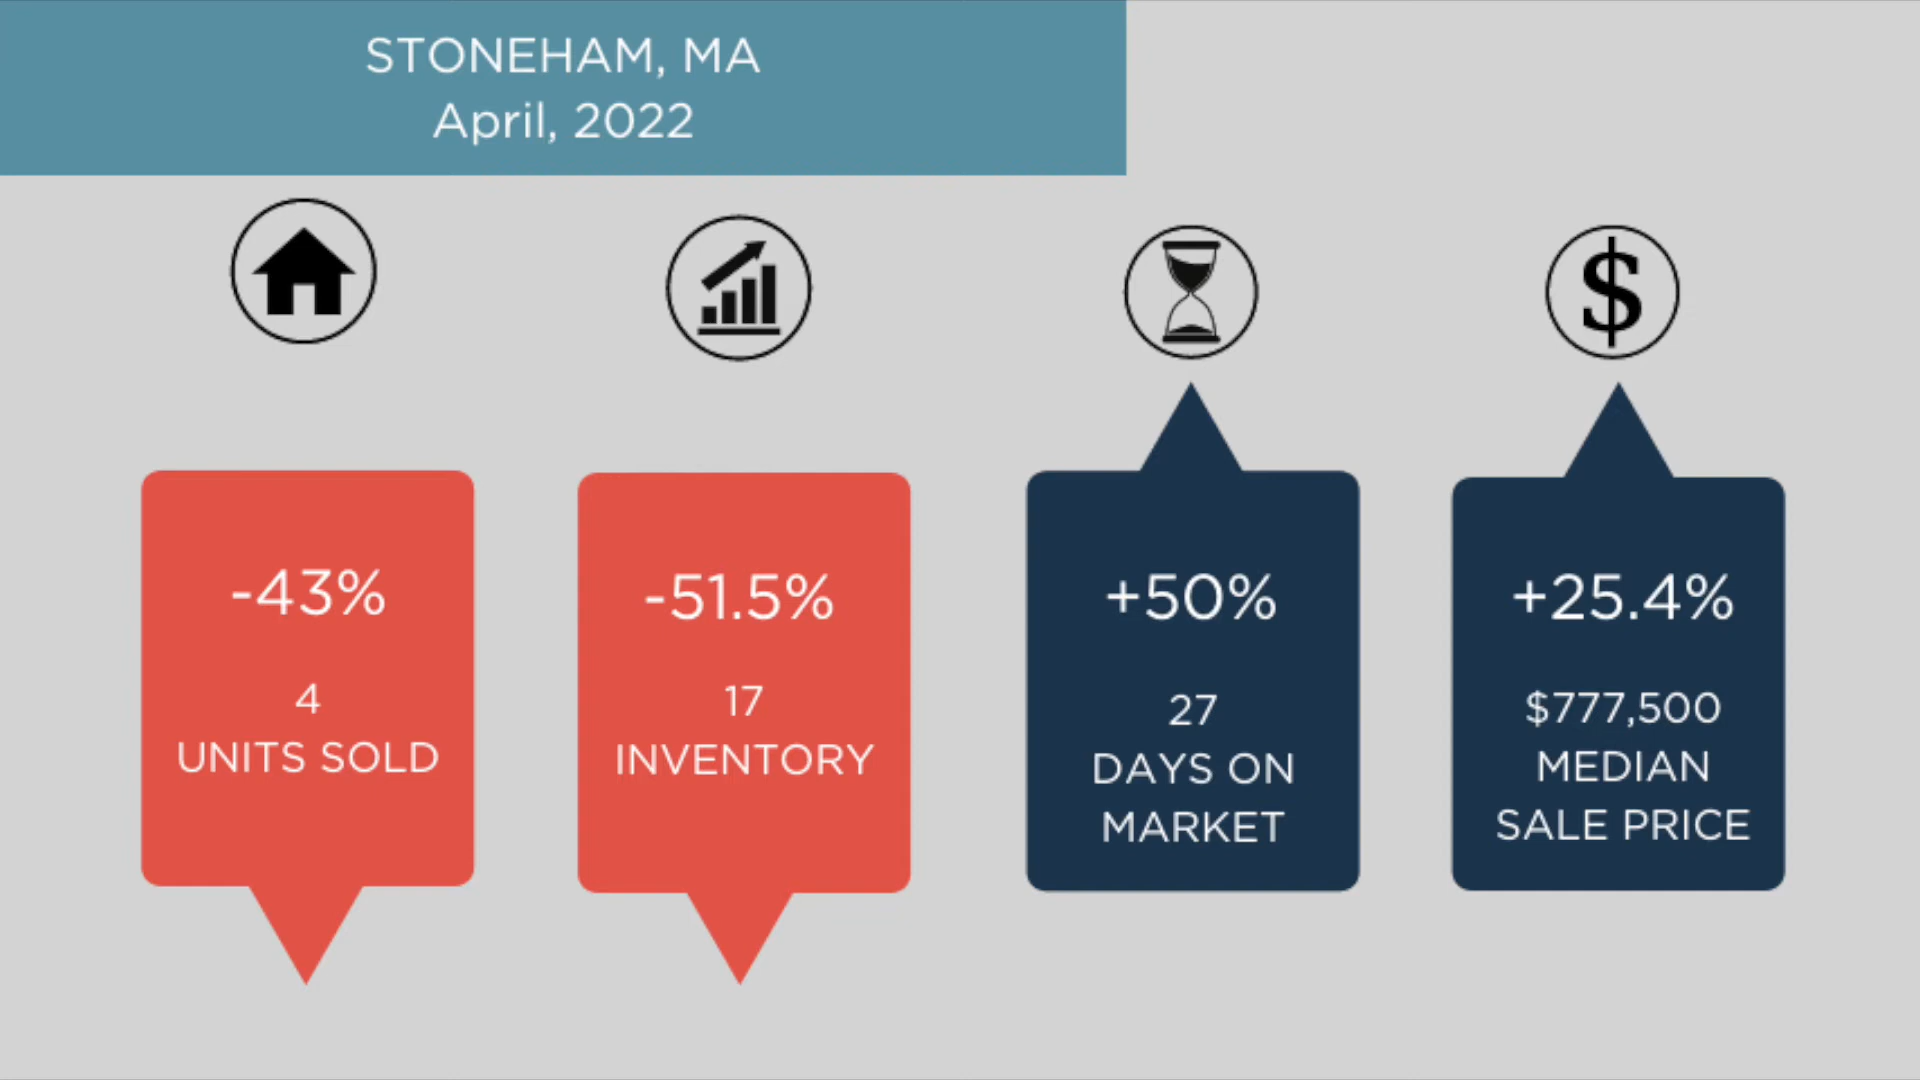 STONEHAM, MA
April, 2022
-43%
4
UNITS SOLD
-51.5%
17
INVENTORY
+50%
27
DAYS ON
MARKET
$
+25.4%
$777,500
MEDIAN
SALE PRICE